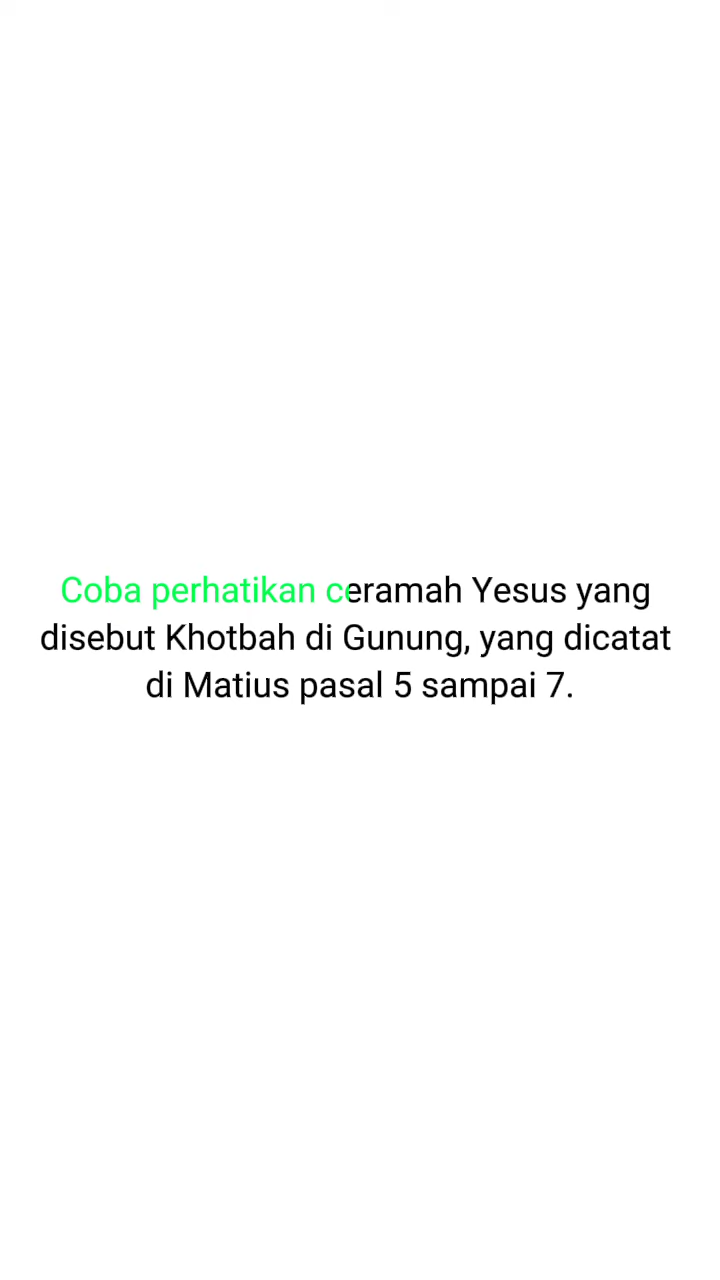 Coba perhatikan ceramah Yesus yang
disebut Khotbah di Gunung, yang dicatat
di Matius pasal 5 sampai 7.